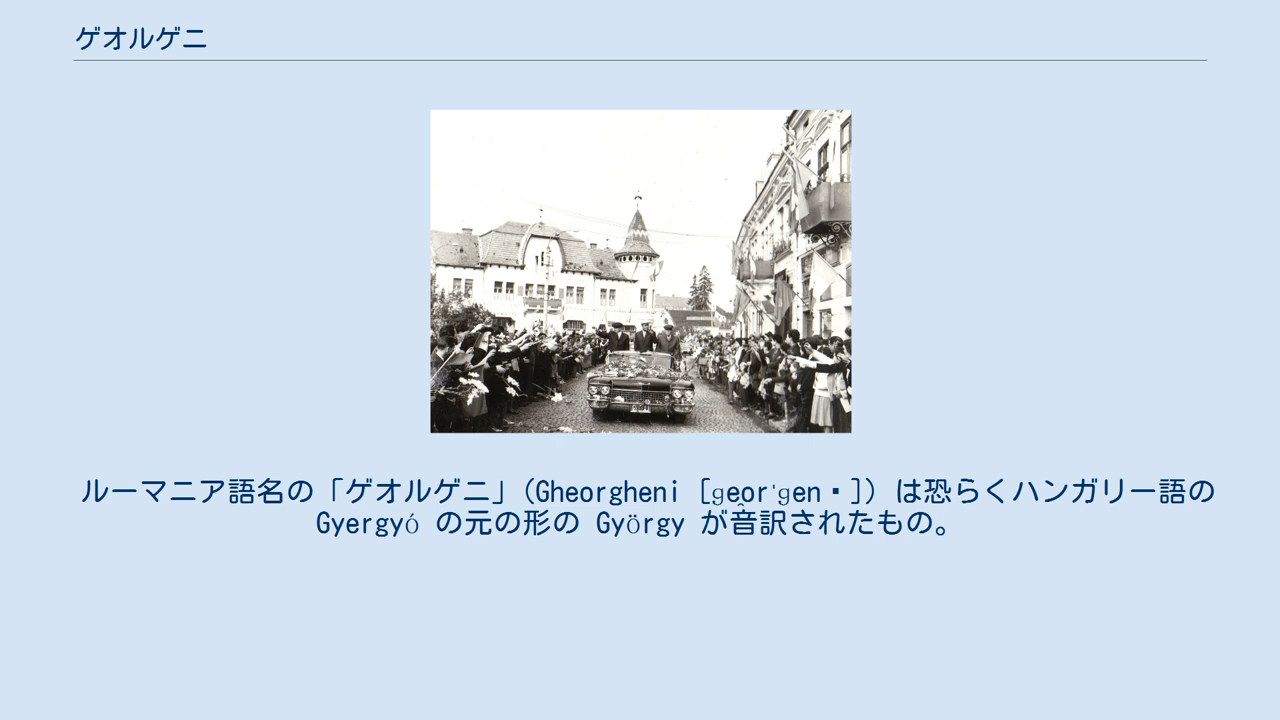 ゲオルゲニ
ルーマニア語名の「ゲオルゲニ」（Gheorgheni [ɡe̯orˈɡen▪]）は恐らくハンガリー語の
Gyergyó の元の形の György が音訳されたもの。